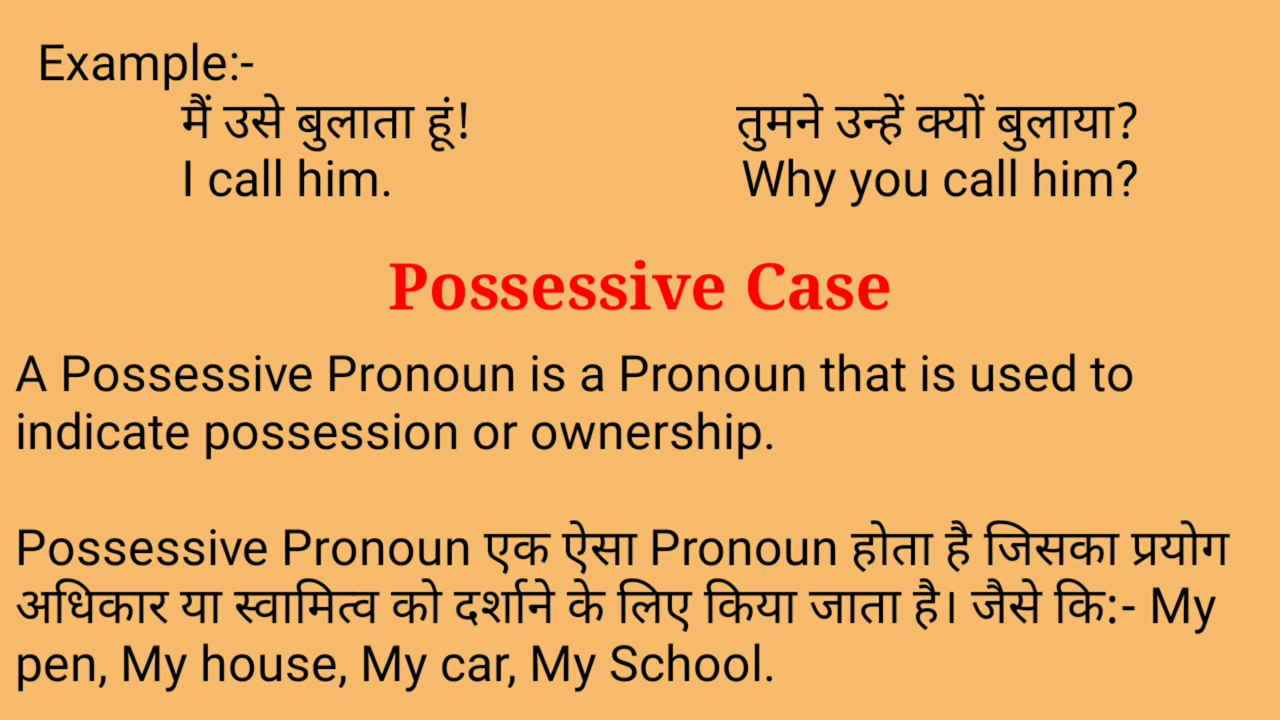 Example:-
मैं उसे बुलाता हूं!
तुमने उन्हें क्यों बुलाया?
I call him.
Why you call him?
Possessive Case
A Possessive Pronoun is a Pronoun that is used to
indicate possession or ownership.
Possessive Pronoun एक ऐसा Pronoun होता है जिसका प्रयोग
अधिकार या स्वामित्व को दर्शाने के लिए किया जाता है। जैसे कि:- My
pen, My house, My car, My School.